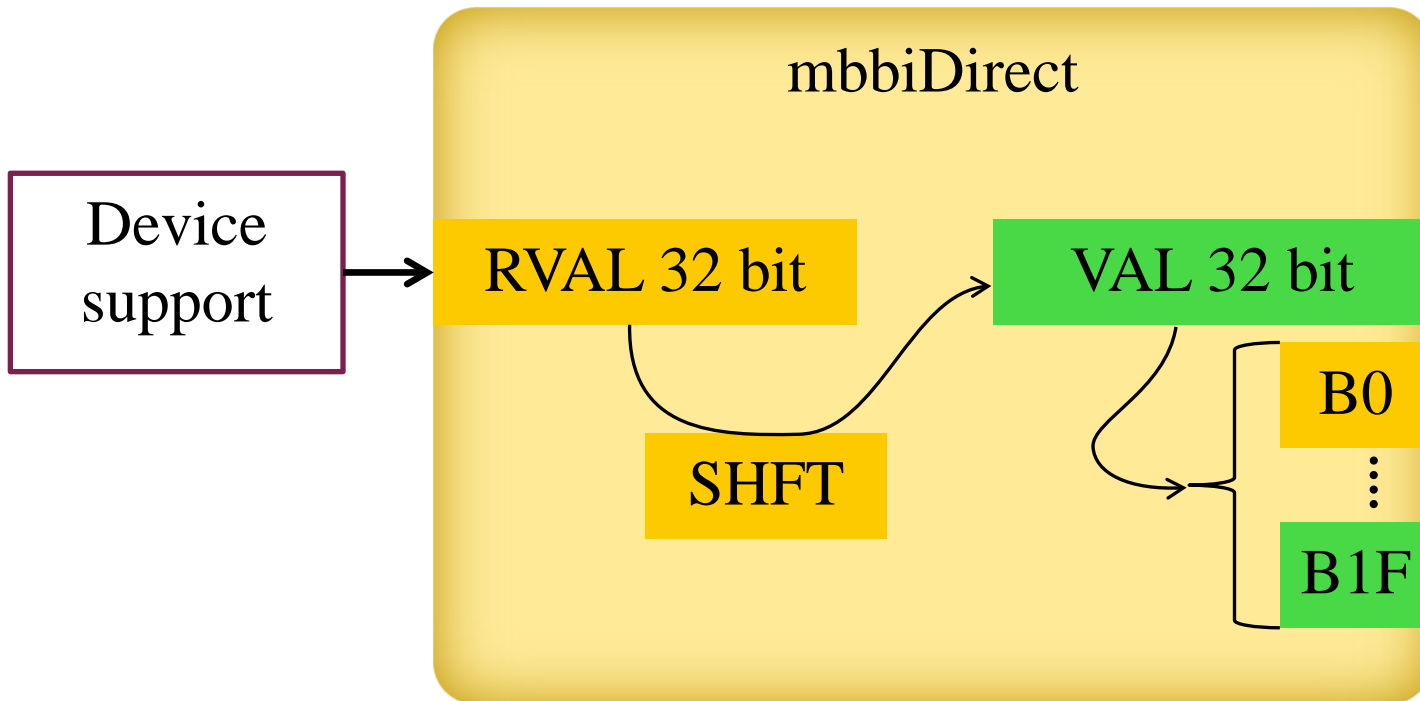 mbbiDirect
Device
support
RVAL 32 bit
VAL 32 bit
B0
SHFT
B1F